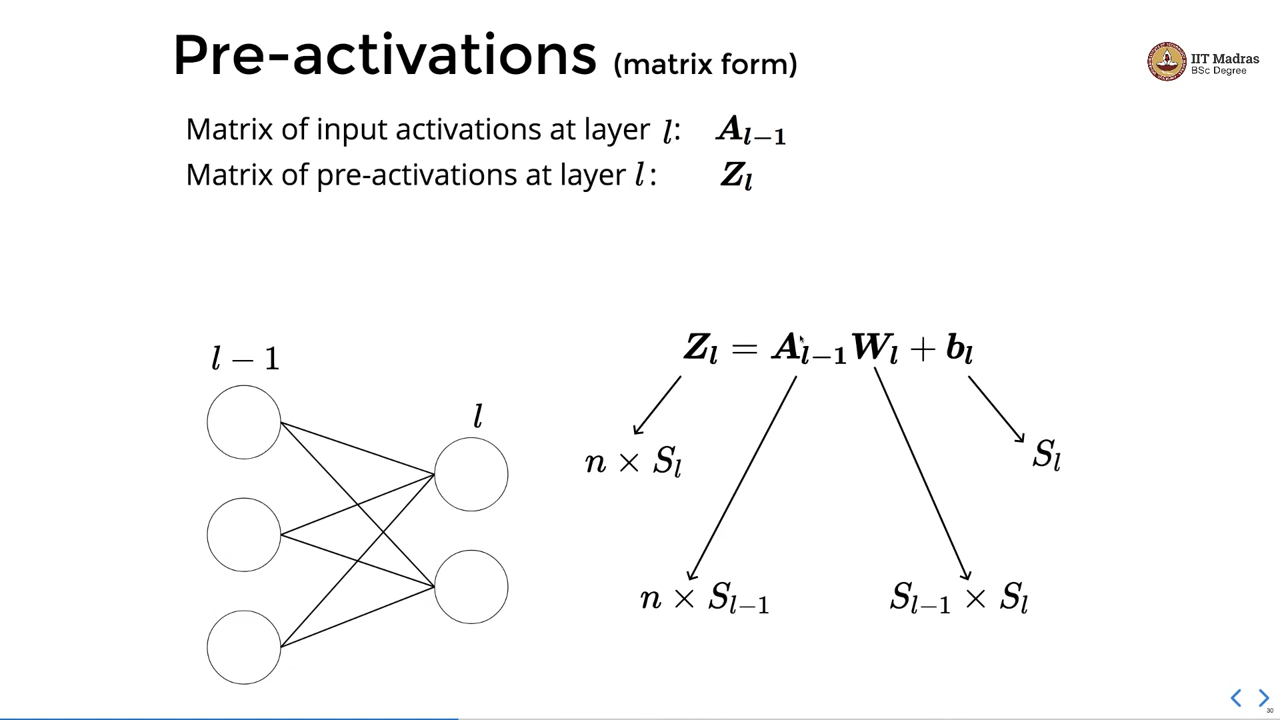 Pre-activations (matrix form)
IIT Madras
BSc Degree
Matrix of input activations at layer l: A_{l-1}
Matrix of pre-activations at layer l: Z_l
l − 1
l
Z_l = A_{l−1}W_l + b_l
n × S_l
S_l
n × S_{l−1}
S_{l−1} × S_l
30